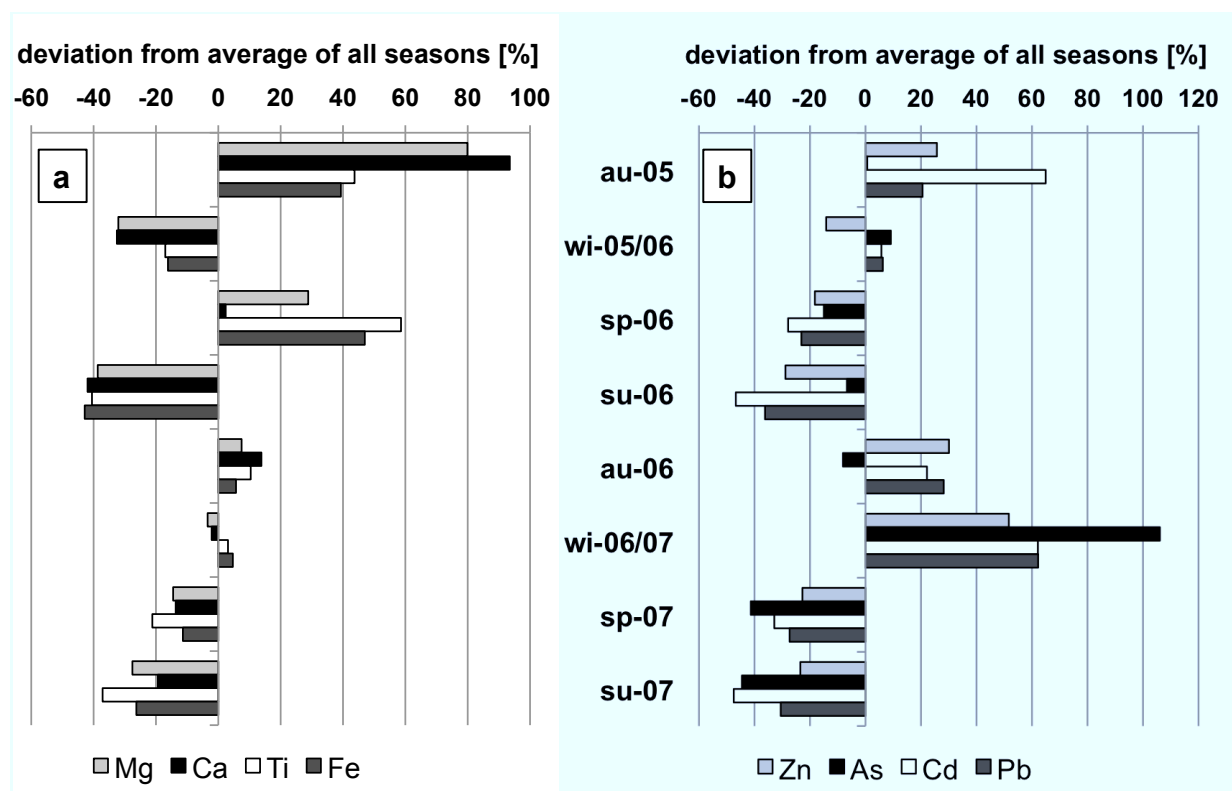 deviation from average of all seasons [%]
-60 -40 -20 0 20 40 60 80 100
a
Mg Ca Ti Fe
deviation from average of all seasons [%]
-60 -40 -20 0 20 40 60 80 100 120
b
au-05
wi-05/06
sp-06
su-06
au-06
wi-06/07
sp-07
su-07
Zn As Cd Pb